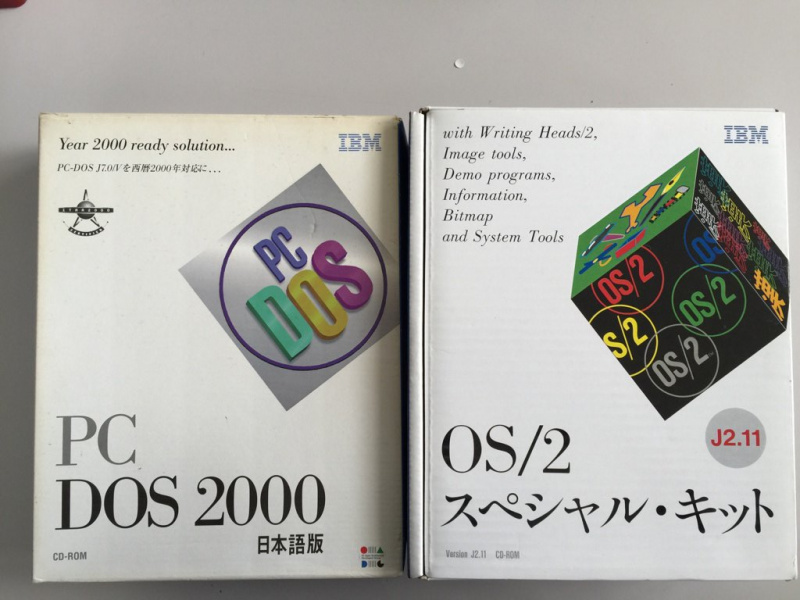 Year 2000 ready solution...
IBM
PC-DOS J7.0/Vを西暦2000年対応に...
PC
DOS
PC
DOS 2000
日本語版
CD-ROM
with Writing Heads/2,
Image tools,
Demo programs,
Information,
Bitmap
and System Tools
IBM
OS/2
OS
OS/2
S/2
OS/2
J2.11
OS/2
スペシャル・キット
Version J2.11 CD-ROM